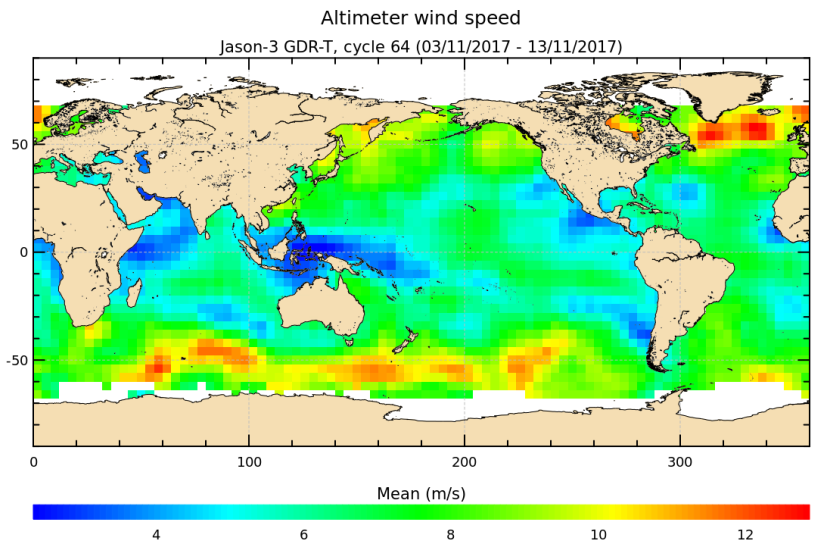 Altimeter wind speed
Jason-3 GDR-T, cycle 64 (03/11/2017 - 13/11/2017)
50
0
-50
0 100 200 300
Mean (m/s)
4 6 8 10 12